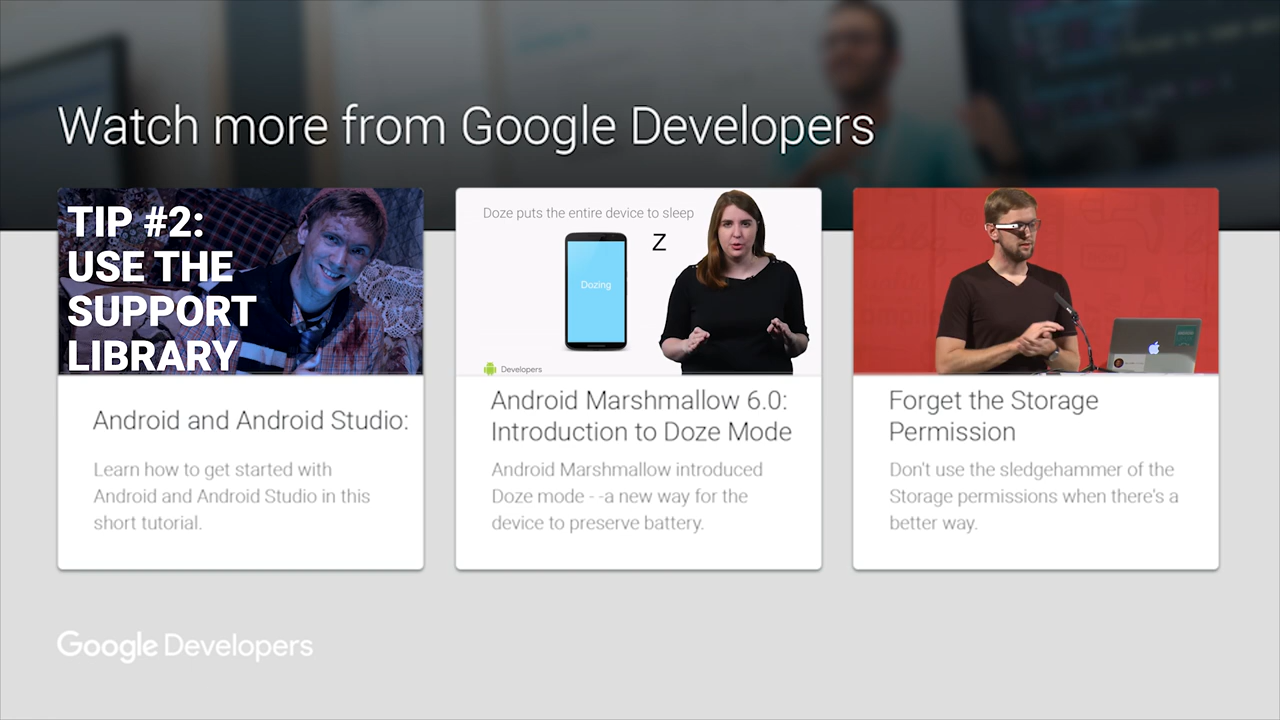 Watch more from Google Developers
TIP #2:
USE THE
SUPPORT
LIBRARY
Android and Android Studio:
Learn how to get started with
Android and Android Studio in this
short tutorial.
Doze puts the entire device to sleep
Z
Dozing
Developers
Android Marshmallow 6.0:
Introduction to Doze Mode
Android Marshmallow introduced
Doze mode - -a new way for the
device to preserve battery.
Forget the Storage
Permission
Don't use the sledgehammer of the
Storage permissions when there's a
better way.
Google Developers